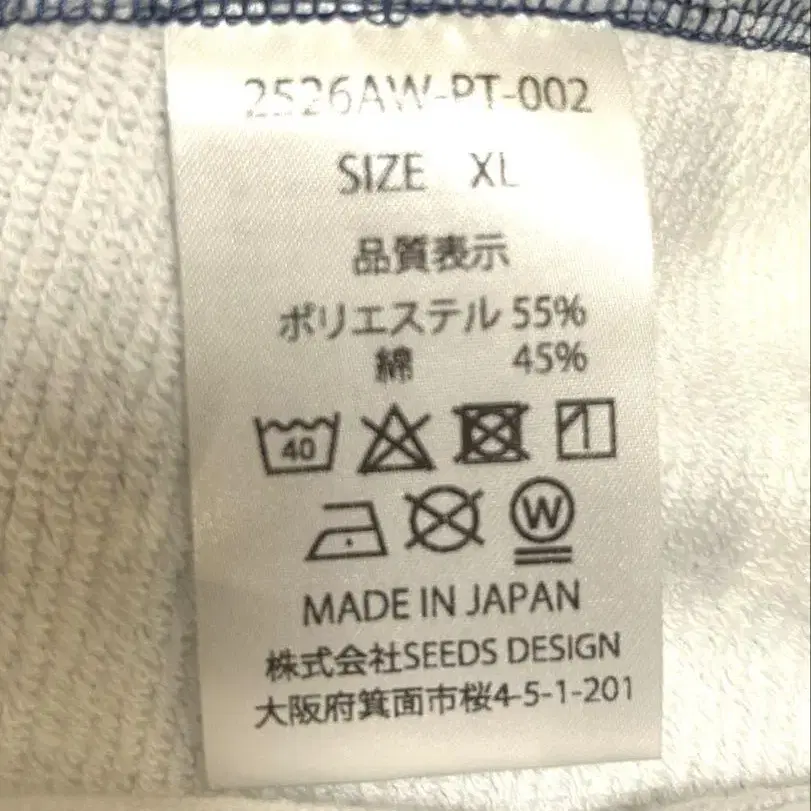 2526AW-PT-002
SIZE XL
品質表示
ポリエステル 55%
綿 45%
40
W
MADE IN JAPAN
株式会社SEEDS DESIGN
大阪府箕面市桜4-5-1-201